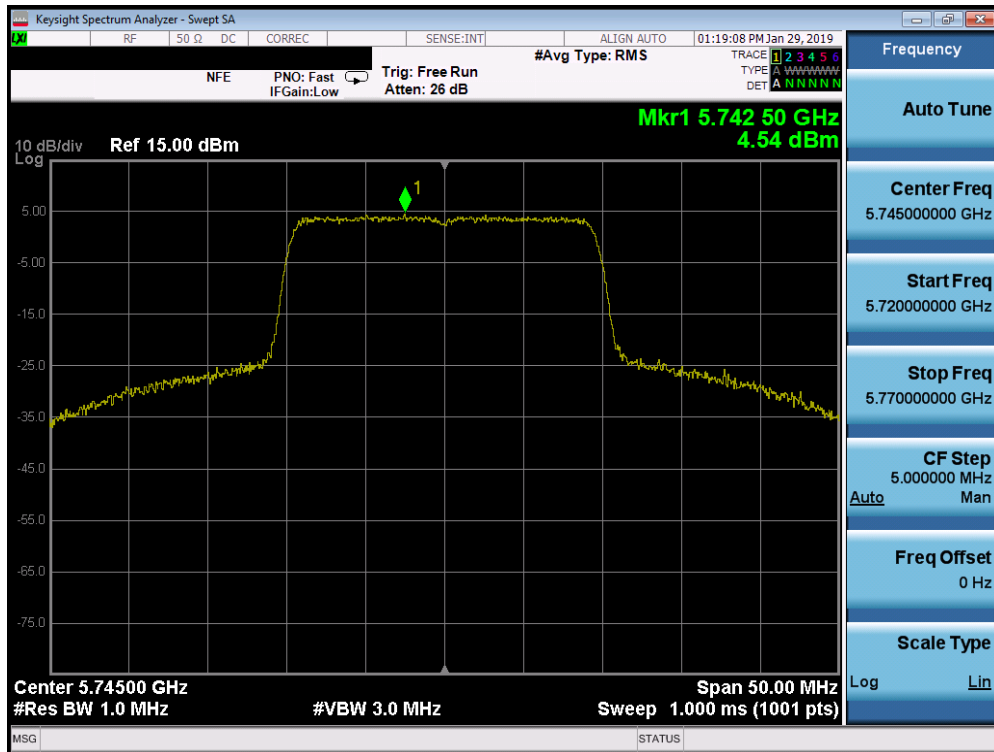 Keysight Spectrum Analyzer - Swept SA
LXI RF 50 Ω DC CORREC SENSE:INT ALIGN AUTO 01:19:08 PM Jan 29, 2019
Frequency
NFE PNO: Fast Trig: Free Run #Avg Type: RMS TRACE 1 2 3 4 5 6
IFGain:Low Atten: 26 dB TYPE A WWWWW
DET A N N N N N
Auto Tune
Mkr1 5.742 50 GHz
4.54 dBm
10 dB/div Ref 15.00 dBm
Log
1
5.00
-5.00
-15.0
-25.0
-35.0
-45.0
-55.0
-65.0
-75.0
Center Freq
5.745000000 GHz
Start Freq
5.720000000 GHz
Stop Freq
5.770000000 GHz
CF Step
5.000000 MHz
Auto Man
Freq Offset
0 Hz
Scale Type
Log Lin
Center 5.74500 GHz Span 50.00 MHz
#Res BW 1.0 MHz #VBW 3.0 MHz Sweep 1.000 ms (1001 pts)
MSG STATUS